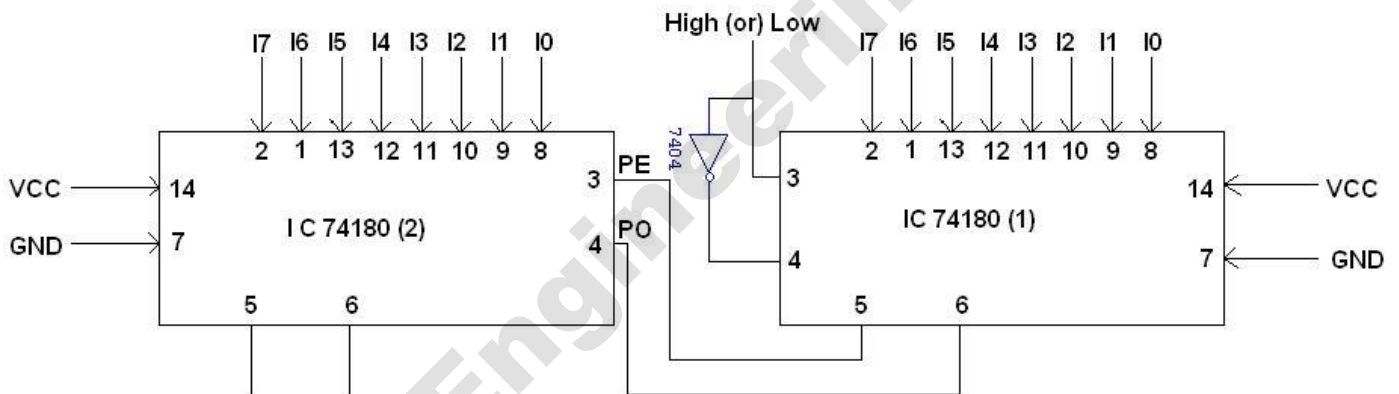 High (or) Low
I7 I6 I5 I4 I3 I2 I1 I0
I7 I6 I5 I4 I3 I2 I1 I0
2 1 13 12 11 10 9 8
7404
2 1 13 12 11 10 9 8
VCC 14
3 PE
3
14 VCC
I C 74180 (2)
IC 74180 (1)
GND 7
4 PO
4
7 GND
5 6
5 6
Engineerin